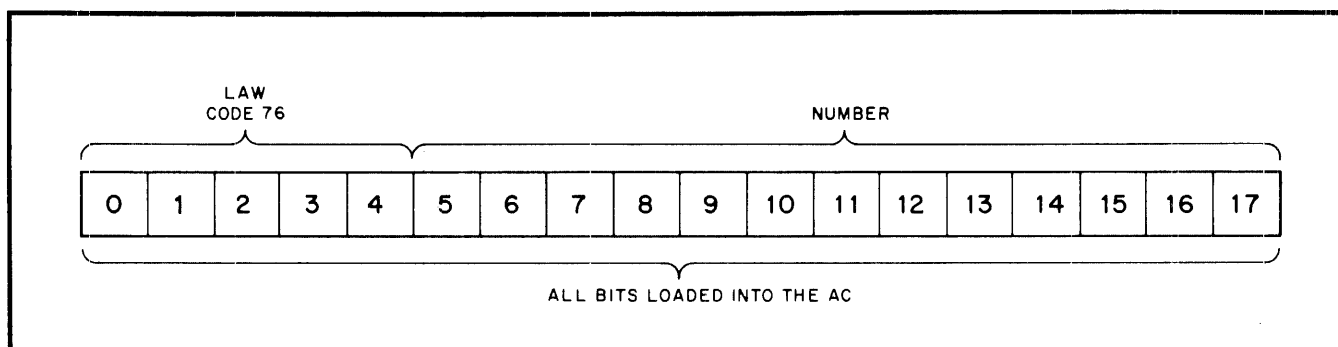 LAW
CODE 76
NUMBER
0 1 2 3 4 5 6 7 8 9 10 11 12 13 14 15 16 17
ALL BITS LOADED INTO THE AC